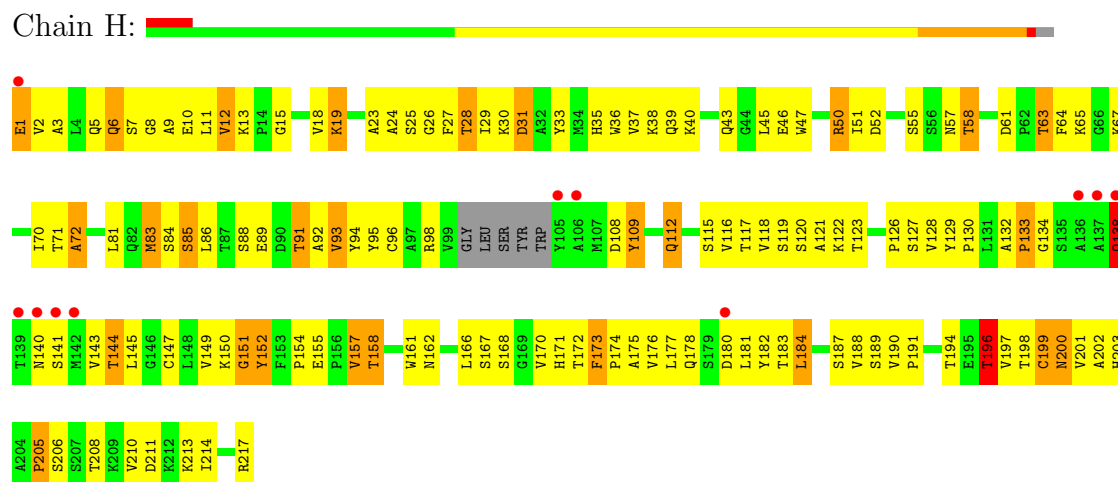 Chain H:
E1 V2 A3 L4 Q5 Q6 S7 G8 A9 E10 L11 V12 K13 P14 G15 V18 K19 A23 A24 S25 G26 F27 T28 I29 K30 D31 A32 Y33 M34 H35 W36 V37 K38 Q39 K40 Q43 G44 L45 E46 W47 R50 I51 D52 S55 S56 N57 T58 D61 P62 T63 F64 K65 G66 K67
I70 T71 A72 L81 Q82 M83 S84 S85 L86 T87 S88 E89 D90 T91 A92 V93 Y94 Y95 C96 A97 R98 V99 GLY LEU SER TYR TRP Y105 A106 M107 D108 Y109 Q112 S115 V116 T117 V118 S119 S120 A121 K122 T123 P126 S127 V128 Y129 P130 L131 A132 P133 G134 S135 A136 A137 Q138
T139 N140 S141 M142 V143 T144 L145 G146 C147 L148 V149 K150 G151 Y152 F153 P154 E155 P156 V157 T158 W161 N162 L166 S167 S168 G169 V170 H171 T172 F173 P174 A175 V176 L177 Q178 S179 D180 L181 Y182 T183 L184 S187 V188 S189 V190 P191 T194 E195 T196 V197 T198 C199 N200 V201 A202 H203
A204 P205 S206 S207 T208 K209 V210 D211 K212 K213 I214 R217